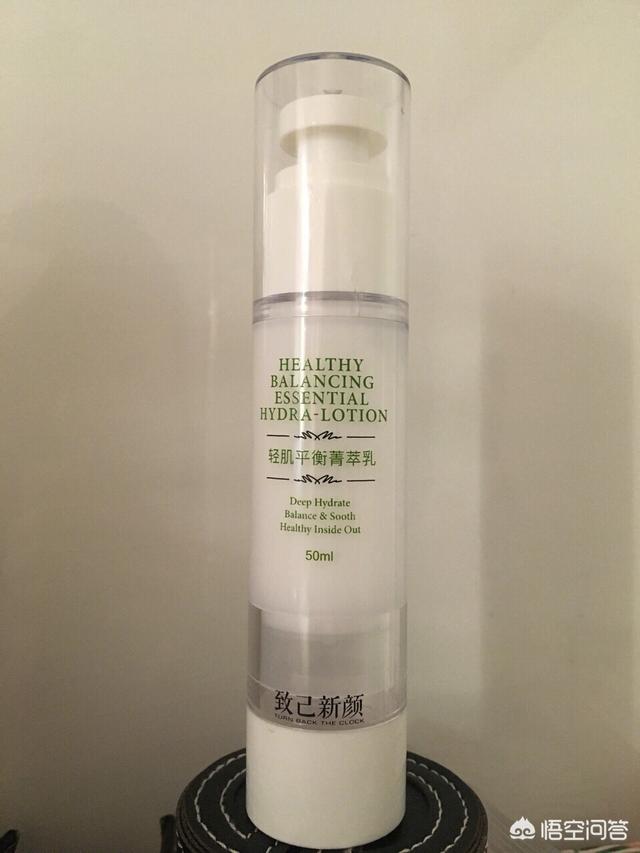 HEALTHY
BALANCING
ESSENTIAL
HYDRA-LOTION
轻肌平衡菁萃乳
Deep Hydrate
Balance & Sooth
Healthy Inside Out
50ml
致己新颜
TURN BACK THE CLOCK
悟空问答